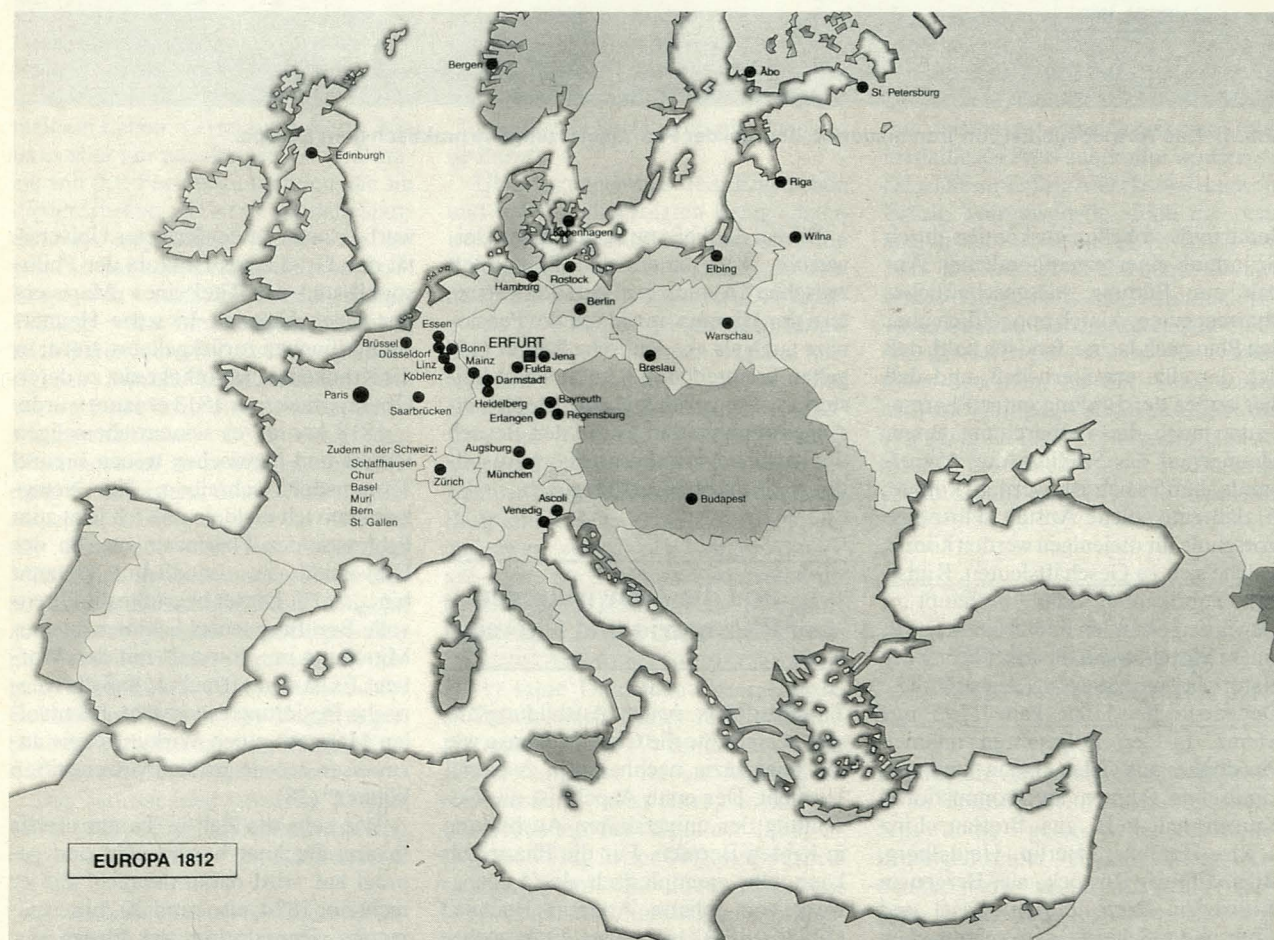 Bergen
Åbo
St. Petersburg
Edinburgh
Riga
Kopenhagen
Wilna
Elbing
Hamburg
Rostock
Berlin
Essen
Warschau
Brüssel
ERFURT
Düsseldorf
Bonn
Jena
Breslau
Linz
Mainz
Fulda
Koblenz
Darmstadt
Paris
Saarbrücken
Heidelberg
Bayreuth
Erlangen
Regensburg
Zudem in der Schweiz:
Schaffhausen
Chur
Basel
Muri
Bern
St. Gallen
Zürich
Augsburg
München
Ascoli
Venedig
Budapest
EUROPA 1812